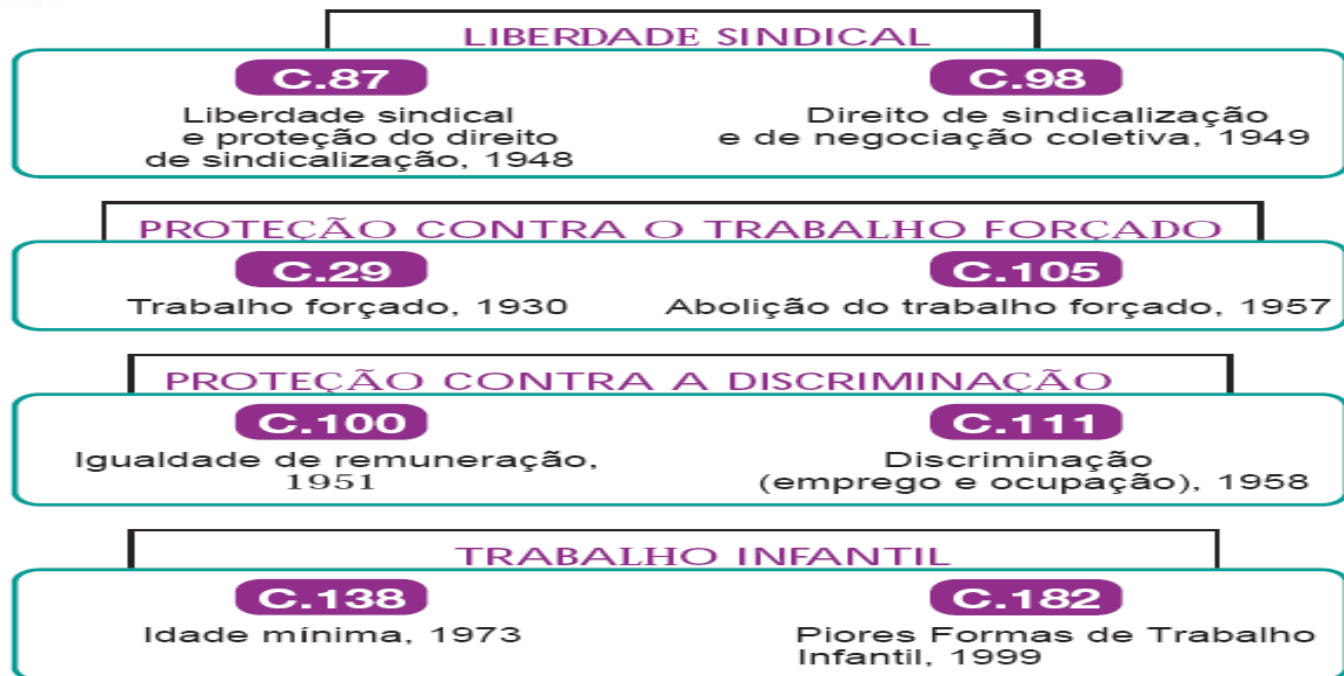 LIBERDADE SINDICAL
C.87
Liberdade sindical
e proteção do direito
de sindicalização, 1948
C.98
Direito de sindicalização
e de negociação coletiva, 1949
PROTEÇÃO CONTRA O TRABALHO FORÇADO
C.29
Trabalho forçado, 1930
C.105
Abolição do trabalho forçado, 1957
PROTEÇÃO CONTRA A DISCRIMINAÇÃO
C.100
Igualdade de remuneração,
1951
C.111
Discriminação
(emprego e ocupação), 1958
TRABALHO INFANTIL
C.138
Idade mínima, 1973
C.182
Piores Formas de Trabalho
Infantil, 1999